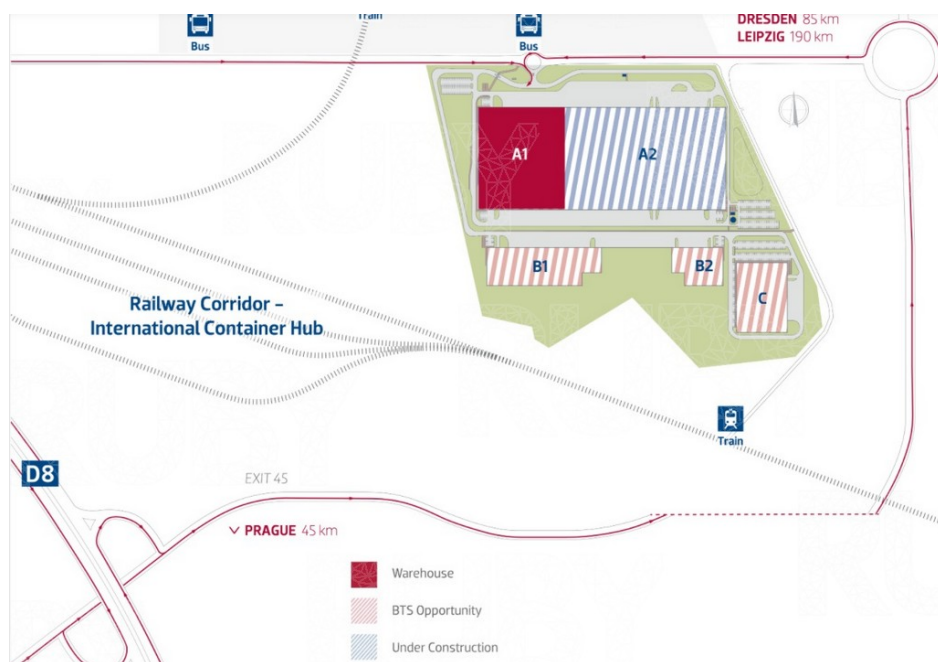 Train
DRESDEN 85 km
LEIPZIG 190 km
Bus
Bus
A1
A2
B1
B2
C
Railway Corridor –
International Container Hub
Train
D8
EXIT 45
PRAGUE 45 km
Warehouse
BTS Opportunity
Under Construction